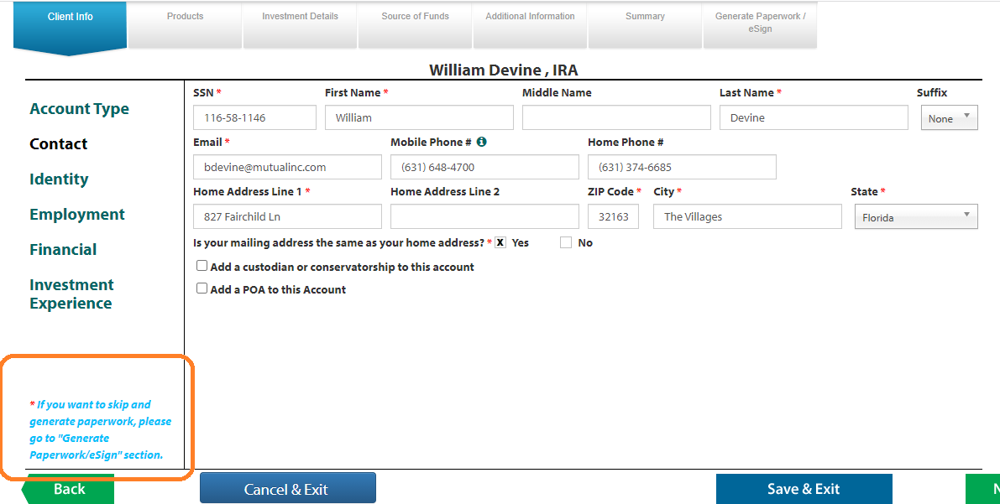 Client Info
Products
Investment Details
Source of Funds
Additional Information
Summary
Generate Paperwork /
eSign
William Devine , IRA
Account Type
Contact
Identity
Employment
Financial
Investment
Experience
* If you want to skip and
generate paperwork, please
go to "Generate
Paperwork/eSign" section.
SSN * First Name * Middle Name Last Name * Suffix
116-58-1146 William Devine None
Email * Mobile Phone # Home Phone #
bdevine@mutualinc.com (631) 648-4700 (631) 374-6685
Home Address Line 1 * Home Address Line 2 ZIP Code * City * State *
827 Fairchild Ln 32163 The Villages Florida
Is your mailing address the same as your home address? * x Yes No
Add a custodian or conservatorship to this account
Add a POA to this Account
Back
Cancel & Exit
Save & Exit
N